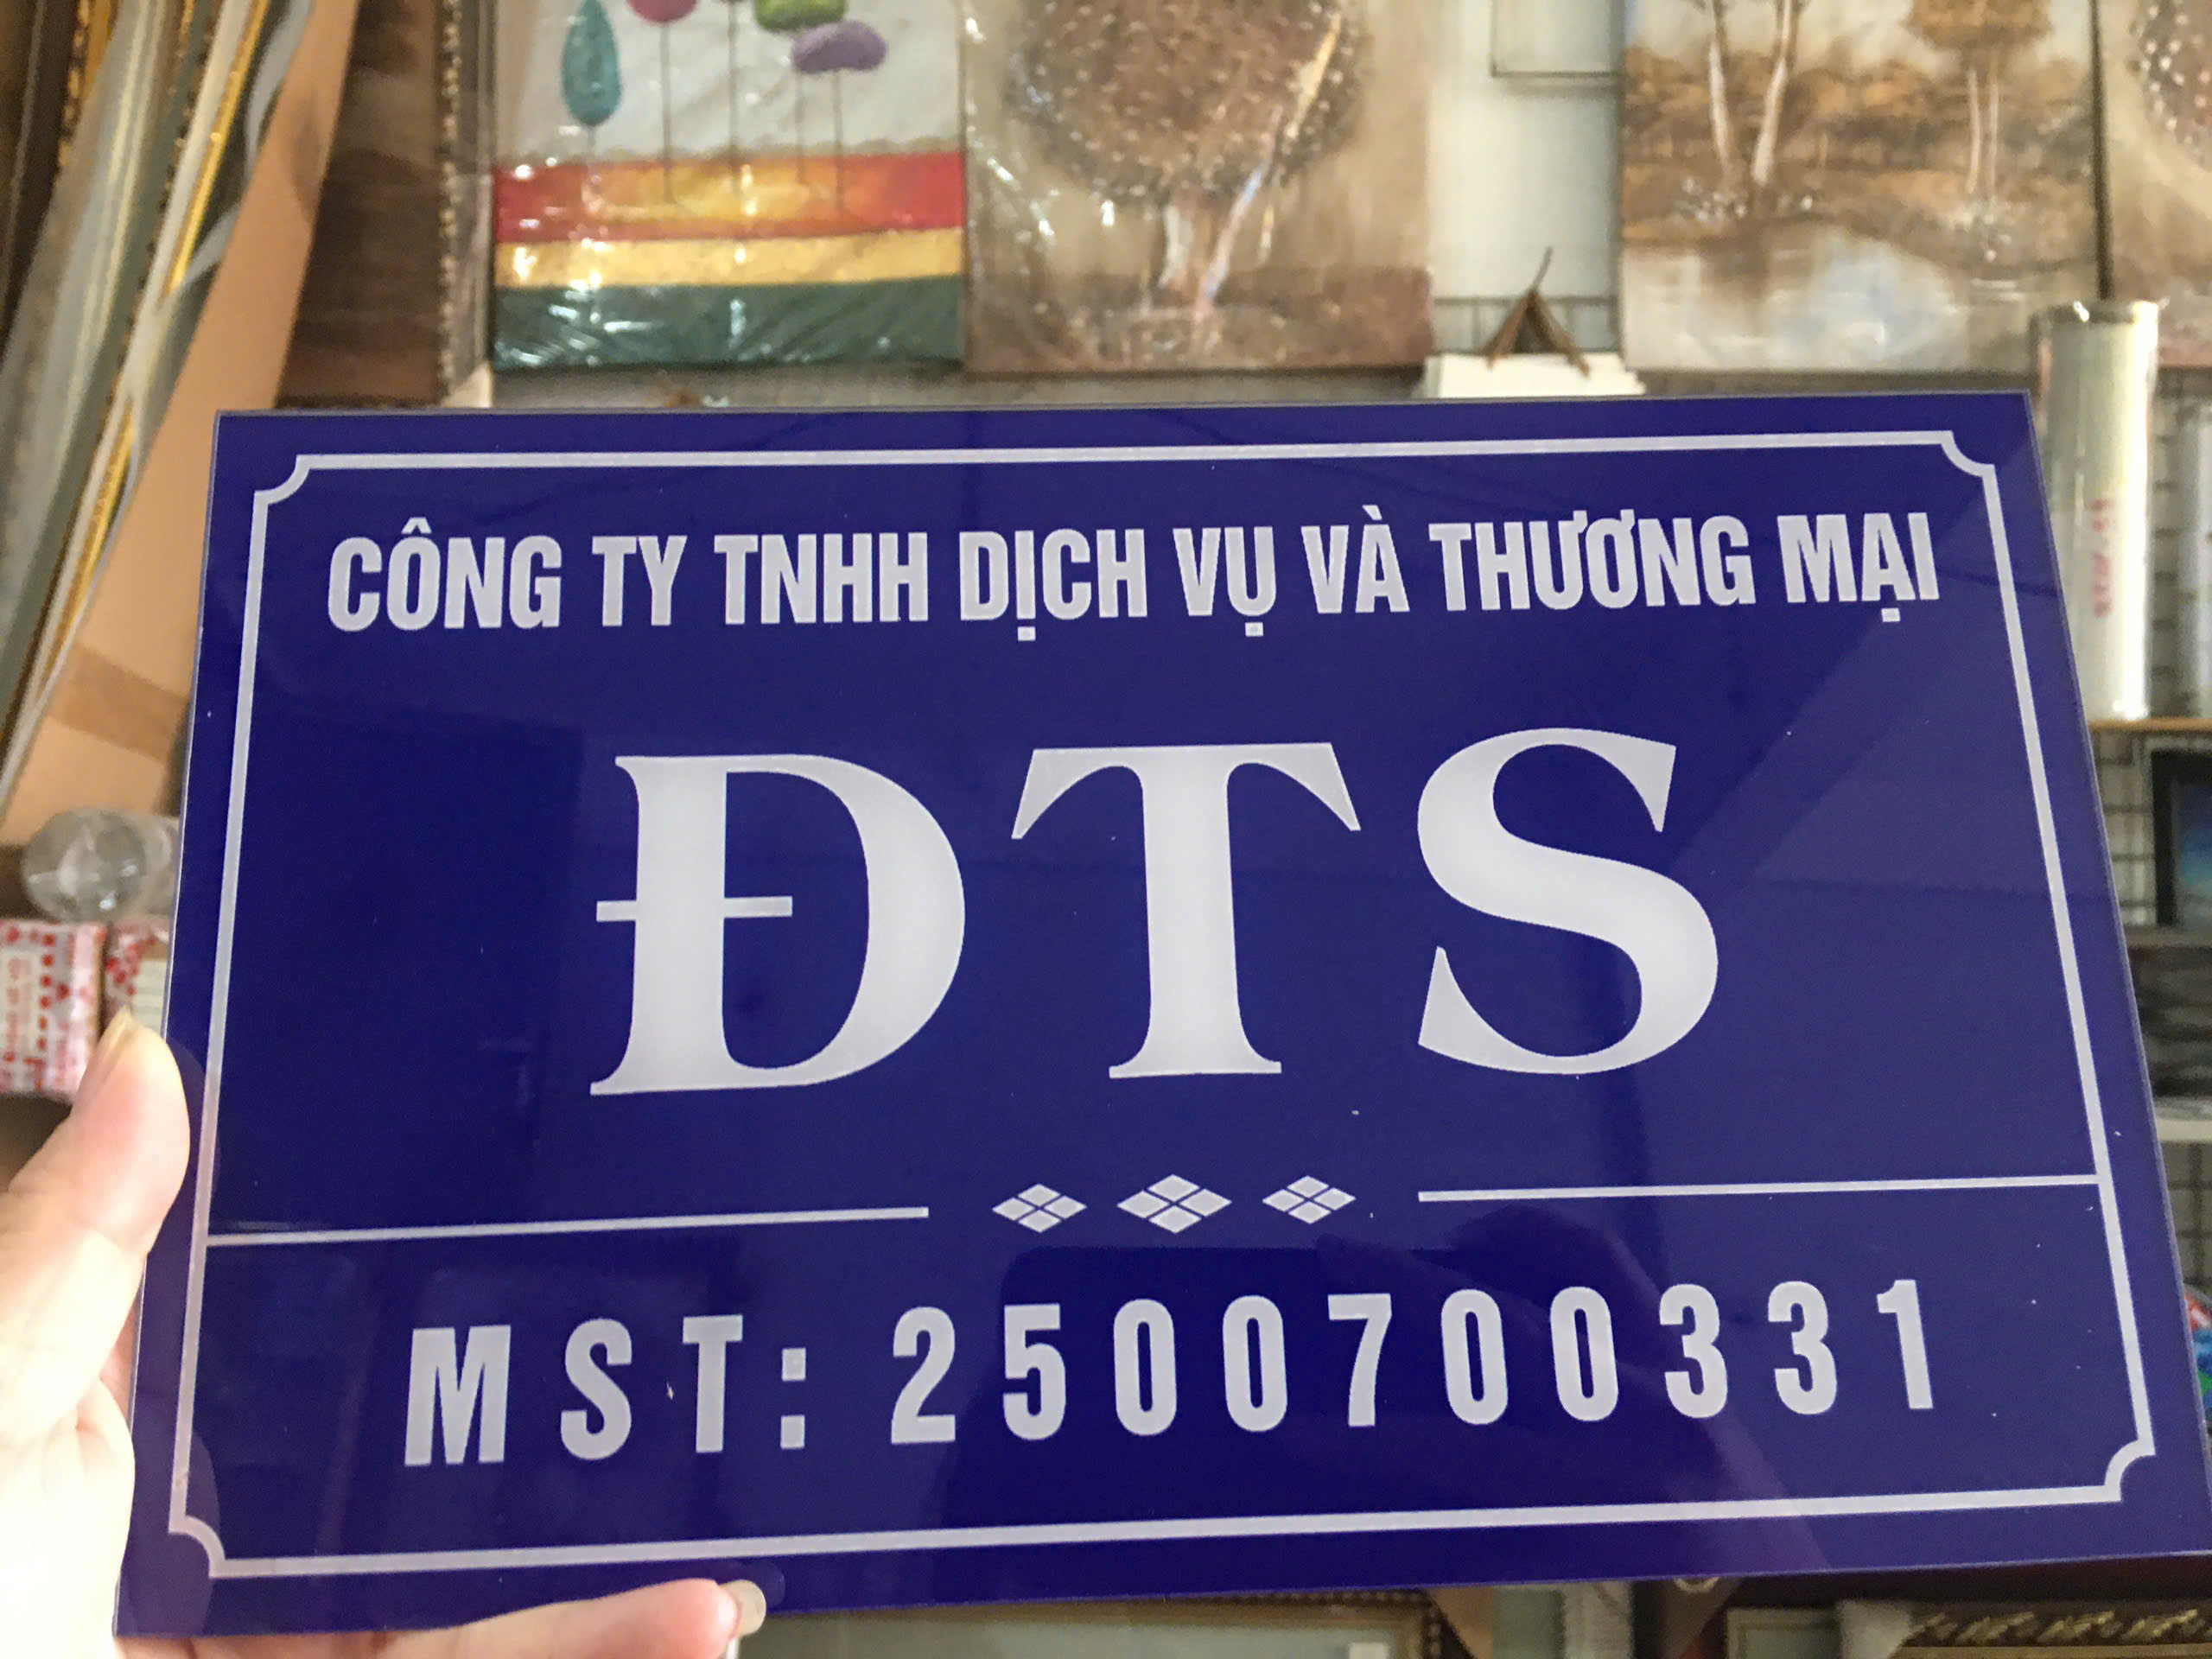 CÔNG TY TNHH DỊCH VỤ VÀ THƯƠNG MẠI
ĐTS
MST: 2500700331